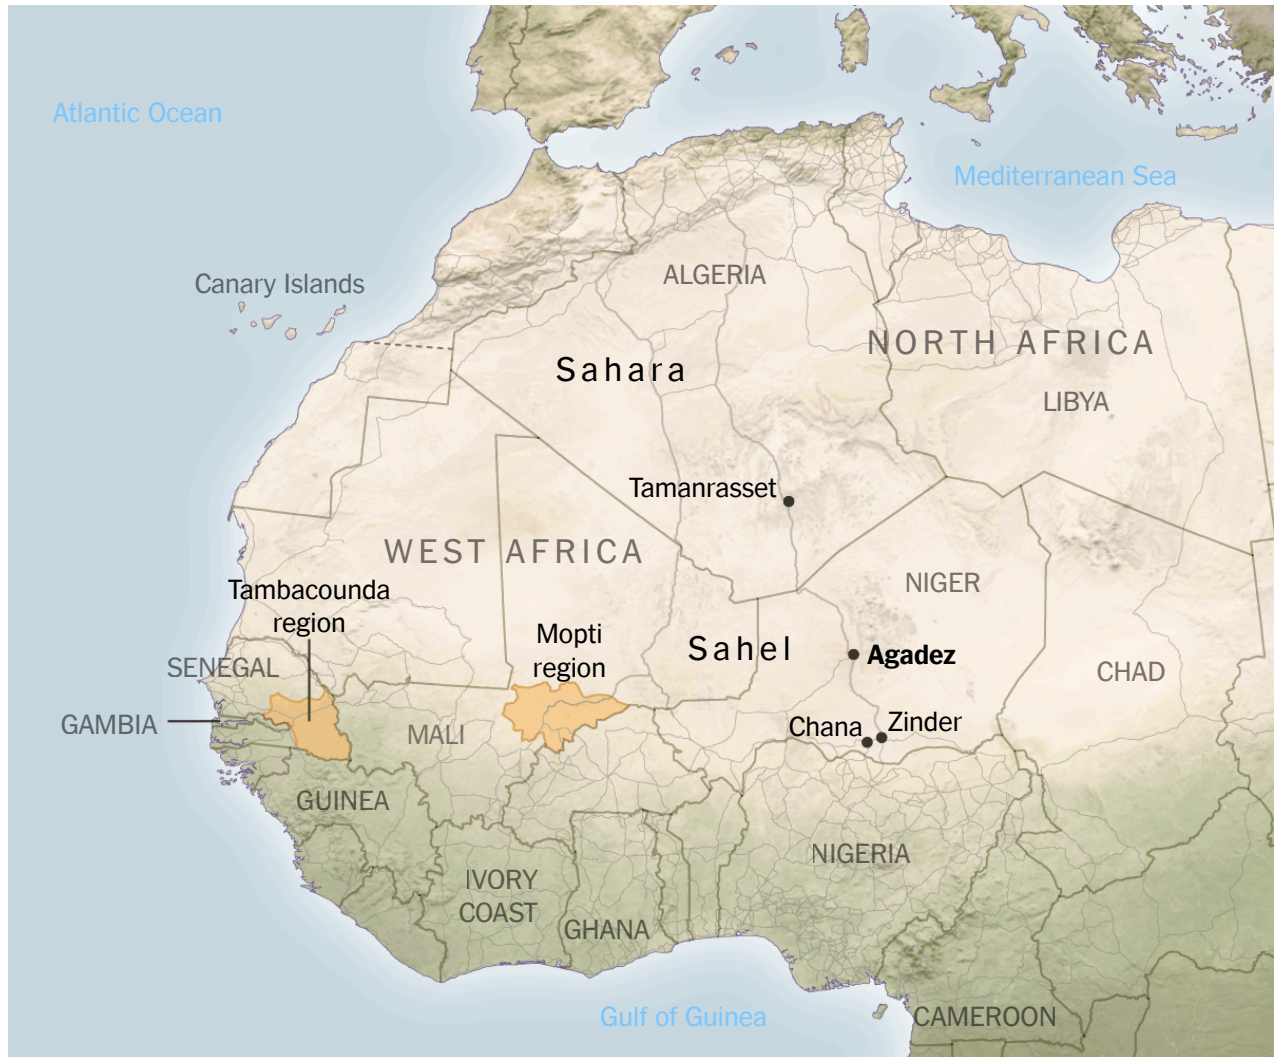 Atlantic Ocean
Mediterranean Sea
Canary Islands
ALGERIA
NORTH AFRICA
Sahara
LIBYA
Tamanrasset
WEST AFRICA
NIGER
Tambacounda
region
Mopti
region
Sahel
Agadez
SENEGAL
CHAD
GAMBIA
MALI
Chana
Zinder
GUINEA
NIGERIA
IVORY
COAST
GHANA
Gulf of Guinea
CAMEROON